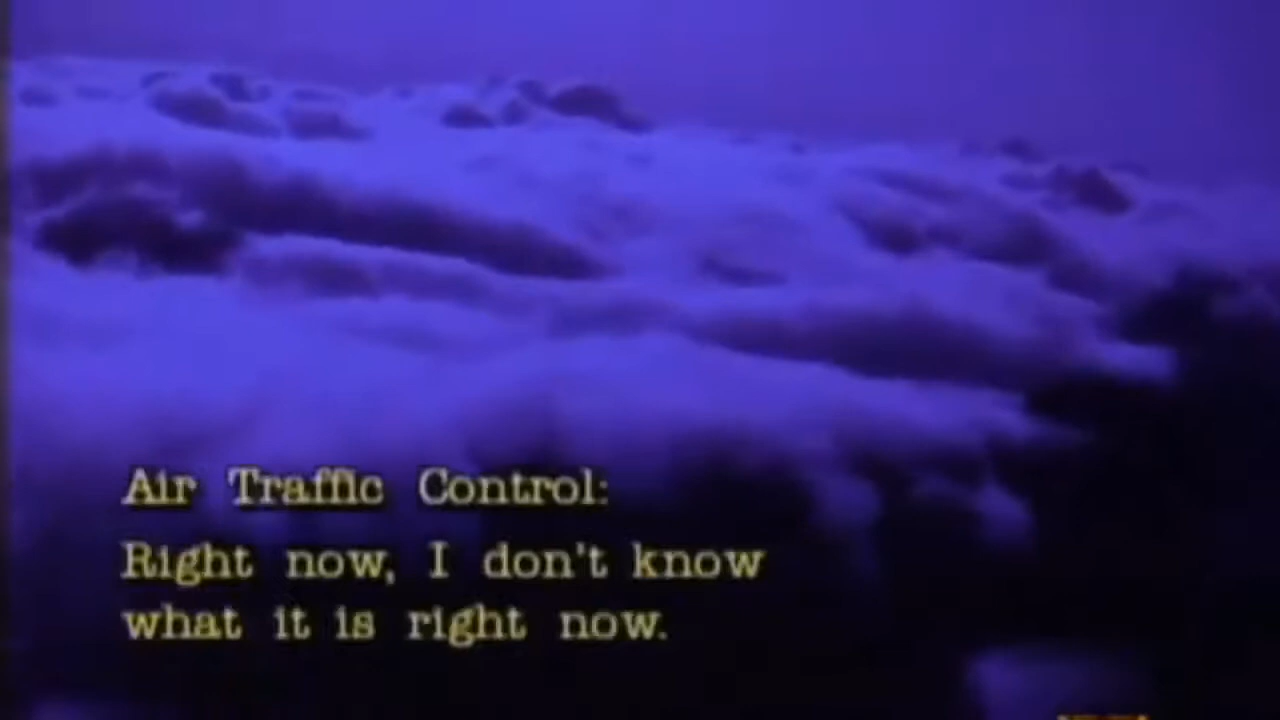 Air Traffic Control:
Right now, I don't know
what it is right now.